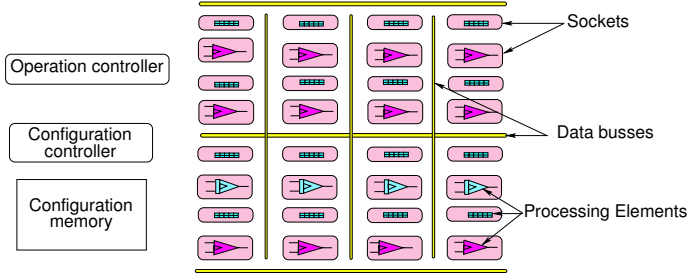 Sockets
Operation controller
Configuration
controller
Data busses
Configuration
memory
Processing Elements